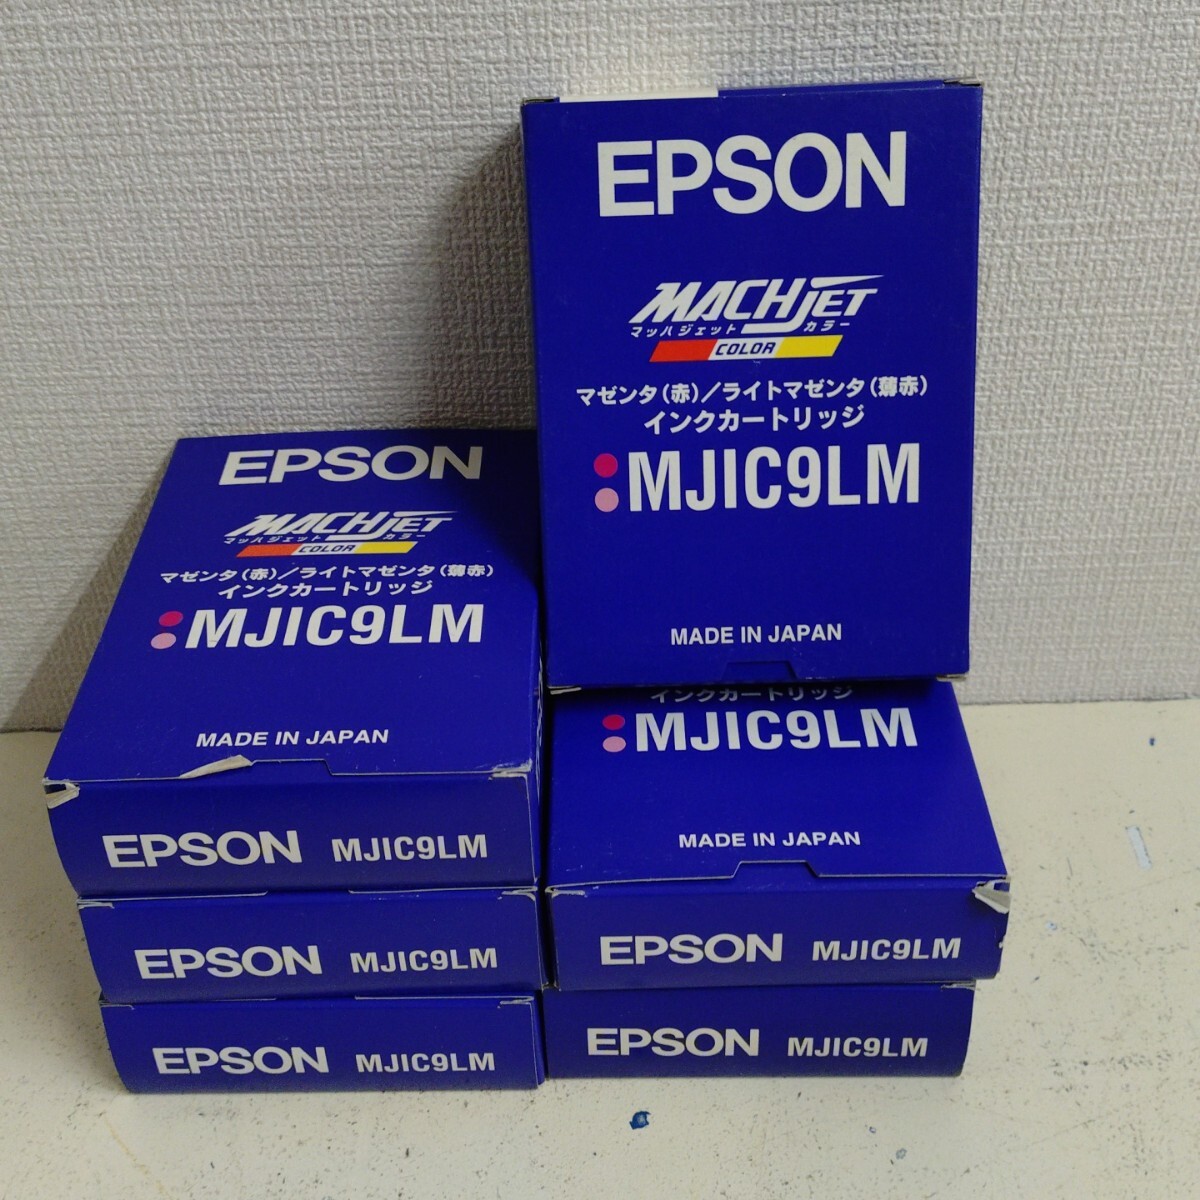 EPSON
MACHJET
マッハジェット カラー
COLOR
マゼンタ(赤)/ライトマゼンタ(薄赤)
インクカートリッジ
MJIC9LM
MADE IN JAPAN
EPSON
MACHJET
マッハジェット カラー
COLOR
マゼンタ(赤)/ライトマゼンタ(薄赤)
インクカートリッジ
MJIC9LM
MADE IN JAPAN
EPSON MJIC9LM
EPSON MJIC9LM
EPSON MJIC9LM
インクカートリッジ
MJIC9LM
MADE IN JAPAN
EPSON MJIC9LM
EPSON MJIC9LM